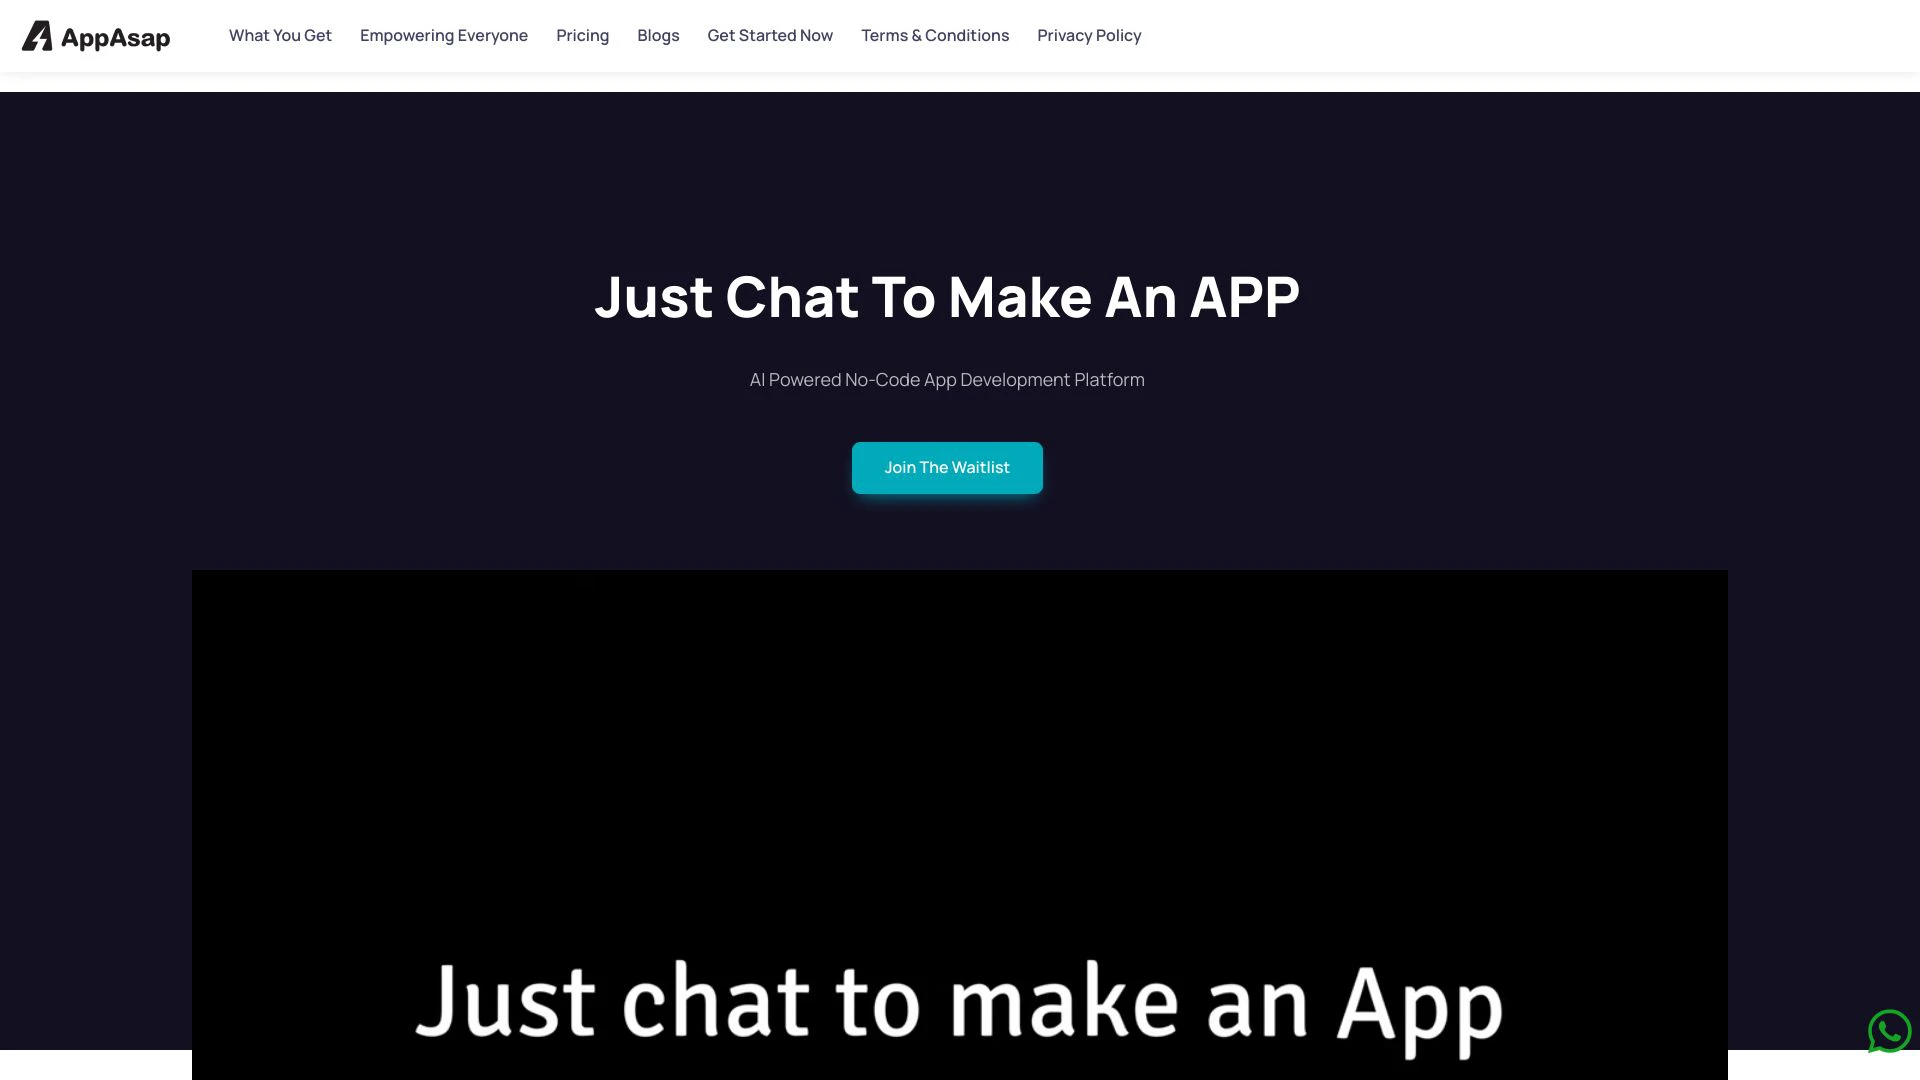 AppAsap
What You Get
Empowering Everyone
Pricing
Blogs
Get Started Now
Terms & Conditions
Privacy Policy
Just Chat To Make An APP
AI Powered No-Code App Development Platform
Join The Waitlist
Just chat to make an App